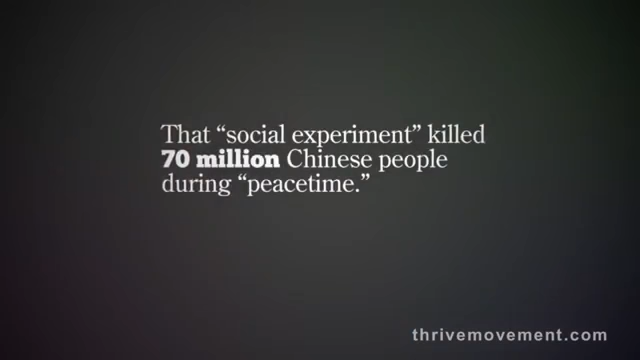 That “social experiment” killed
70 million Chinese people
during “peacetime.”
thrivemovement.com